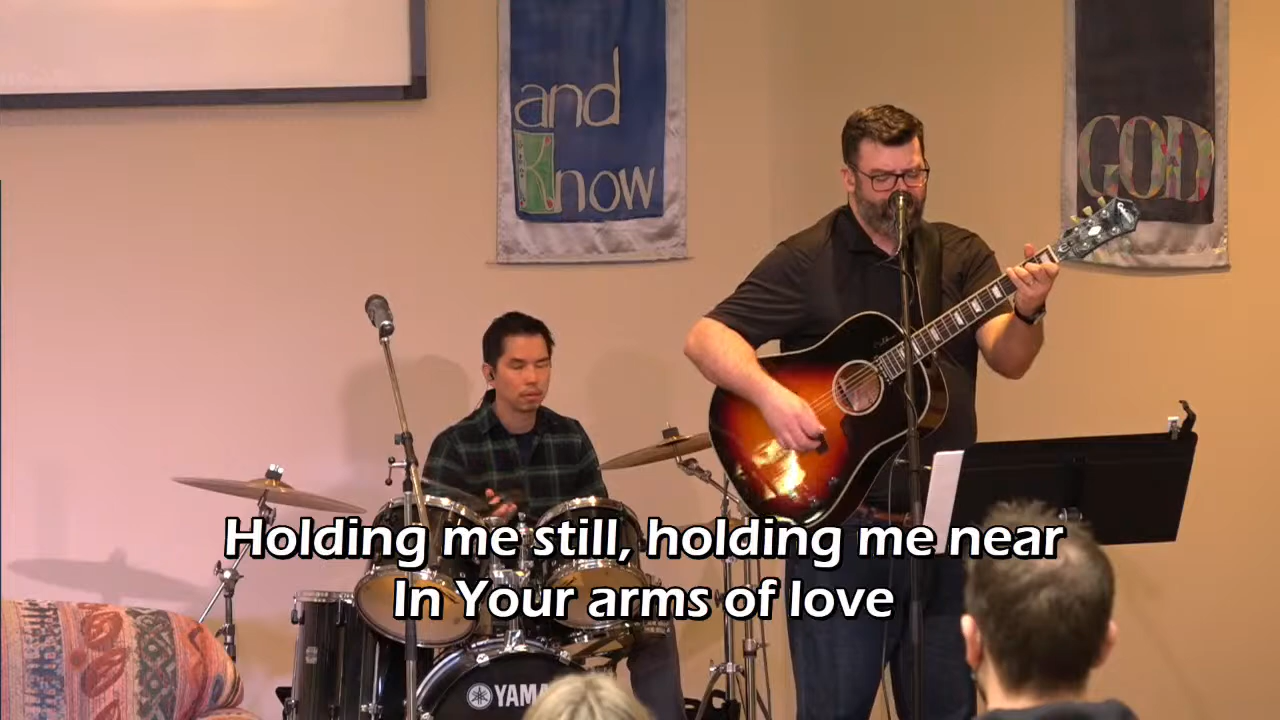 and
Know
GOD
Holding me still, holding me near
In Your arms of love
YAMA